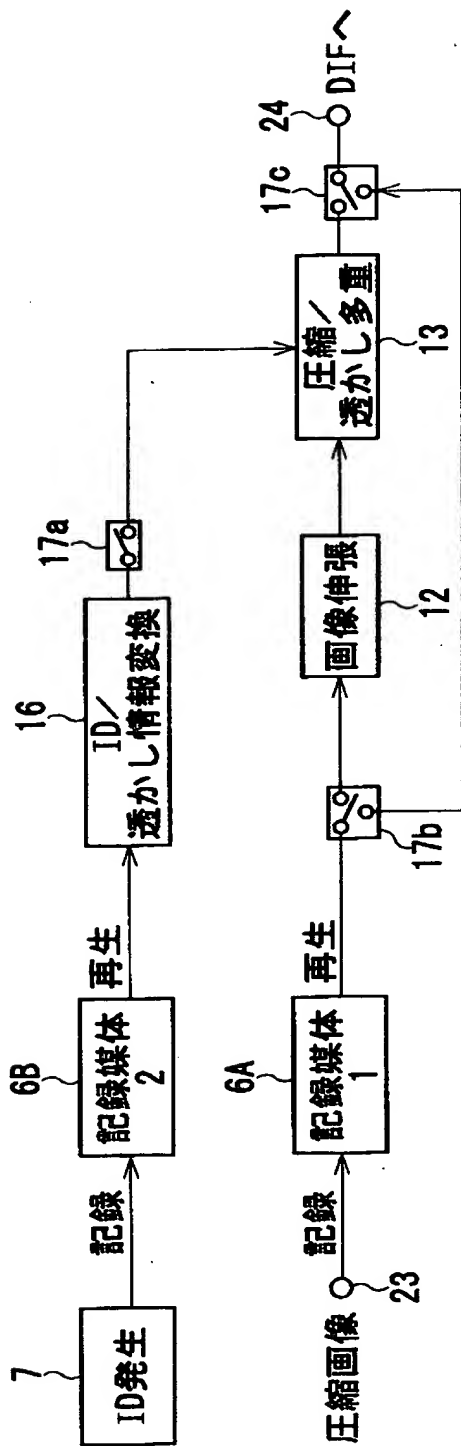 7
ID発生
記録
6B
記録媒体
2
再生
16
ID/
透かし情報変換
17a
圧縮画像
23
記録
6A
記録媒体
1
再生
17b
画像伸張
12
圧縮/
透かし多重
13
17c
24
DIFへ